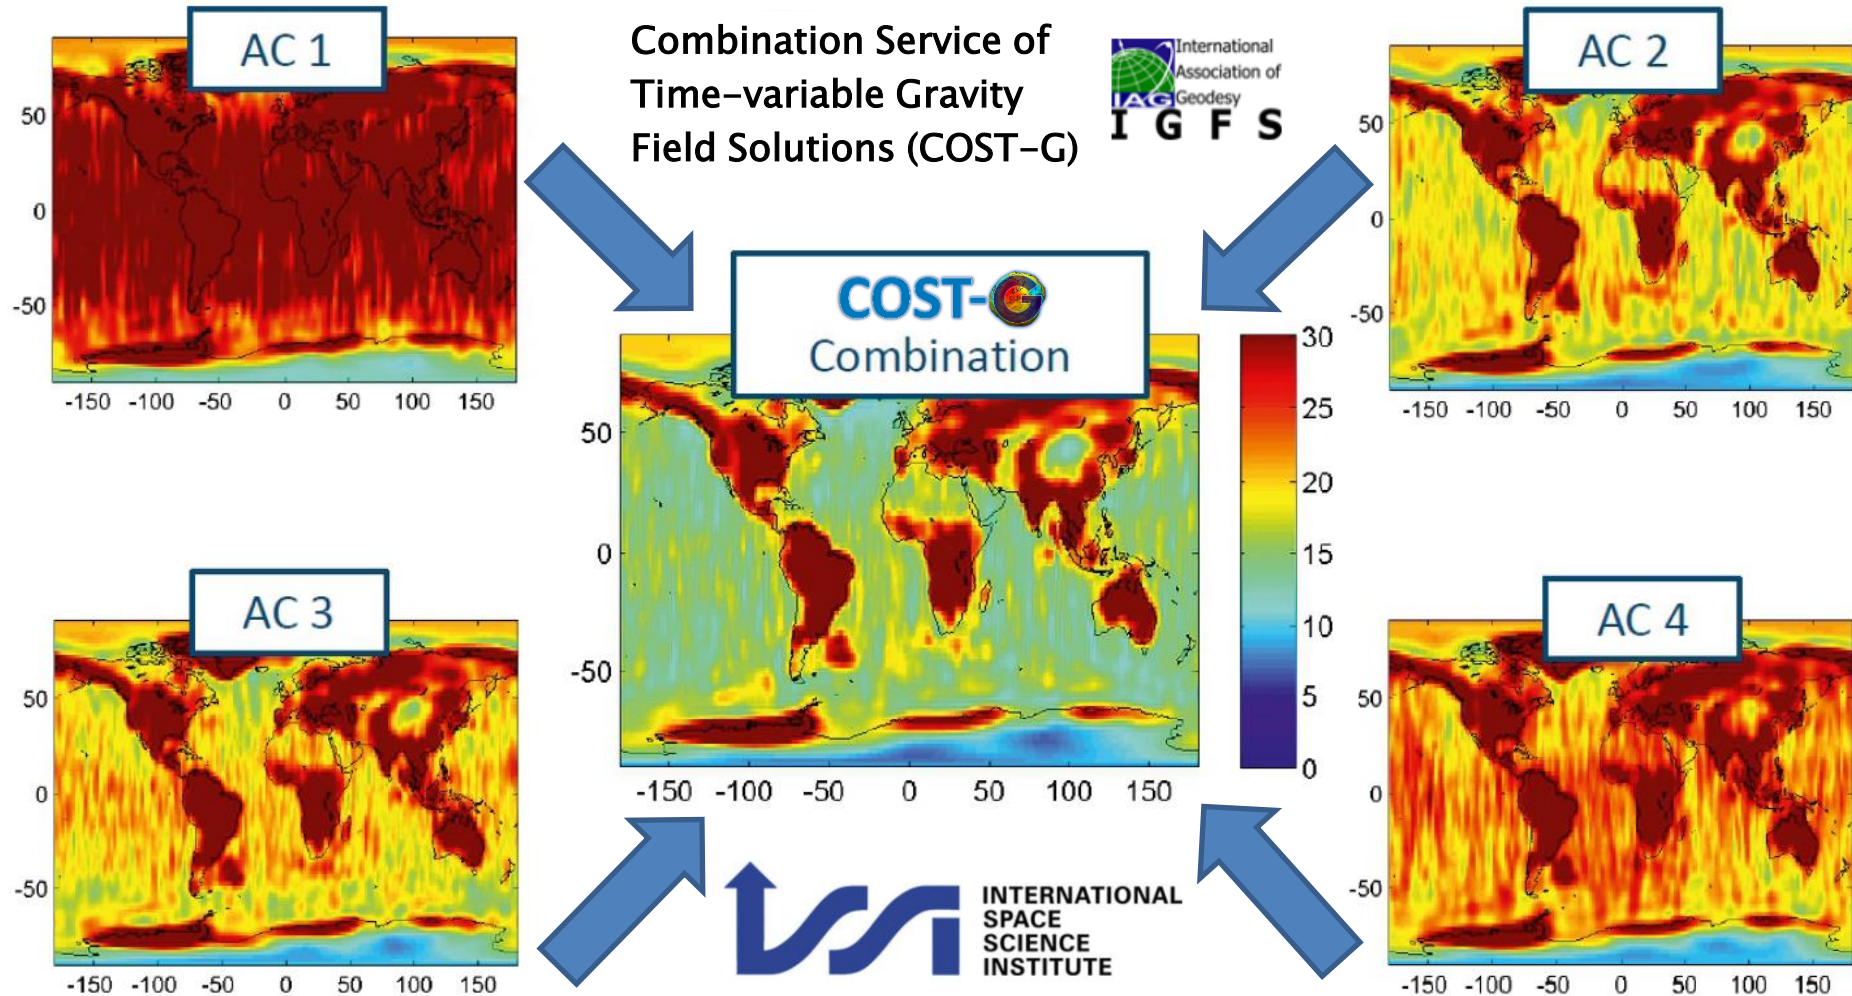 AC 1
50
0
-50
-150 -100 -50 0 50 100 150
Combination Service of
Time-variable Gravity
Field Solutions (COST-G)
International
Association of
Geodesy
IAG
I G F S
AC 2
50
0
-50
-150 -100 -50 0 50 100 150
COST-G
Combination
50
0
-50
-150 -100 -50 0 50 100 150
30
25
20
15
10
5
0
AC 3
50
0
-50
-150 -100 -50 0 50 100 150
AC 4
50
0
-50
-150 -100 -50 0 50 100 150
ISSI
INTERNATIONAL
SPACE
SCIENCE
INSTITUTE